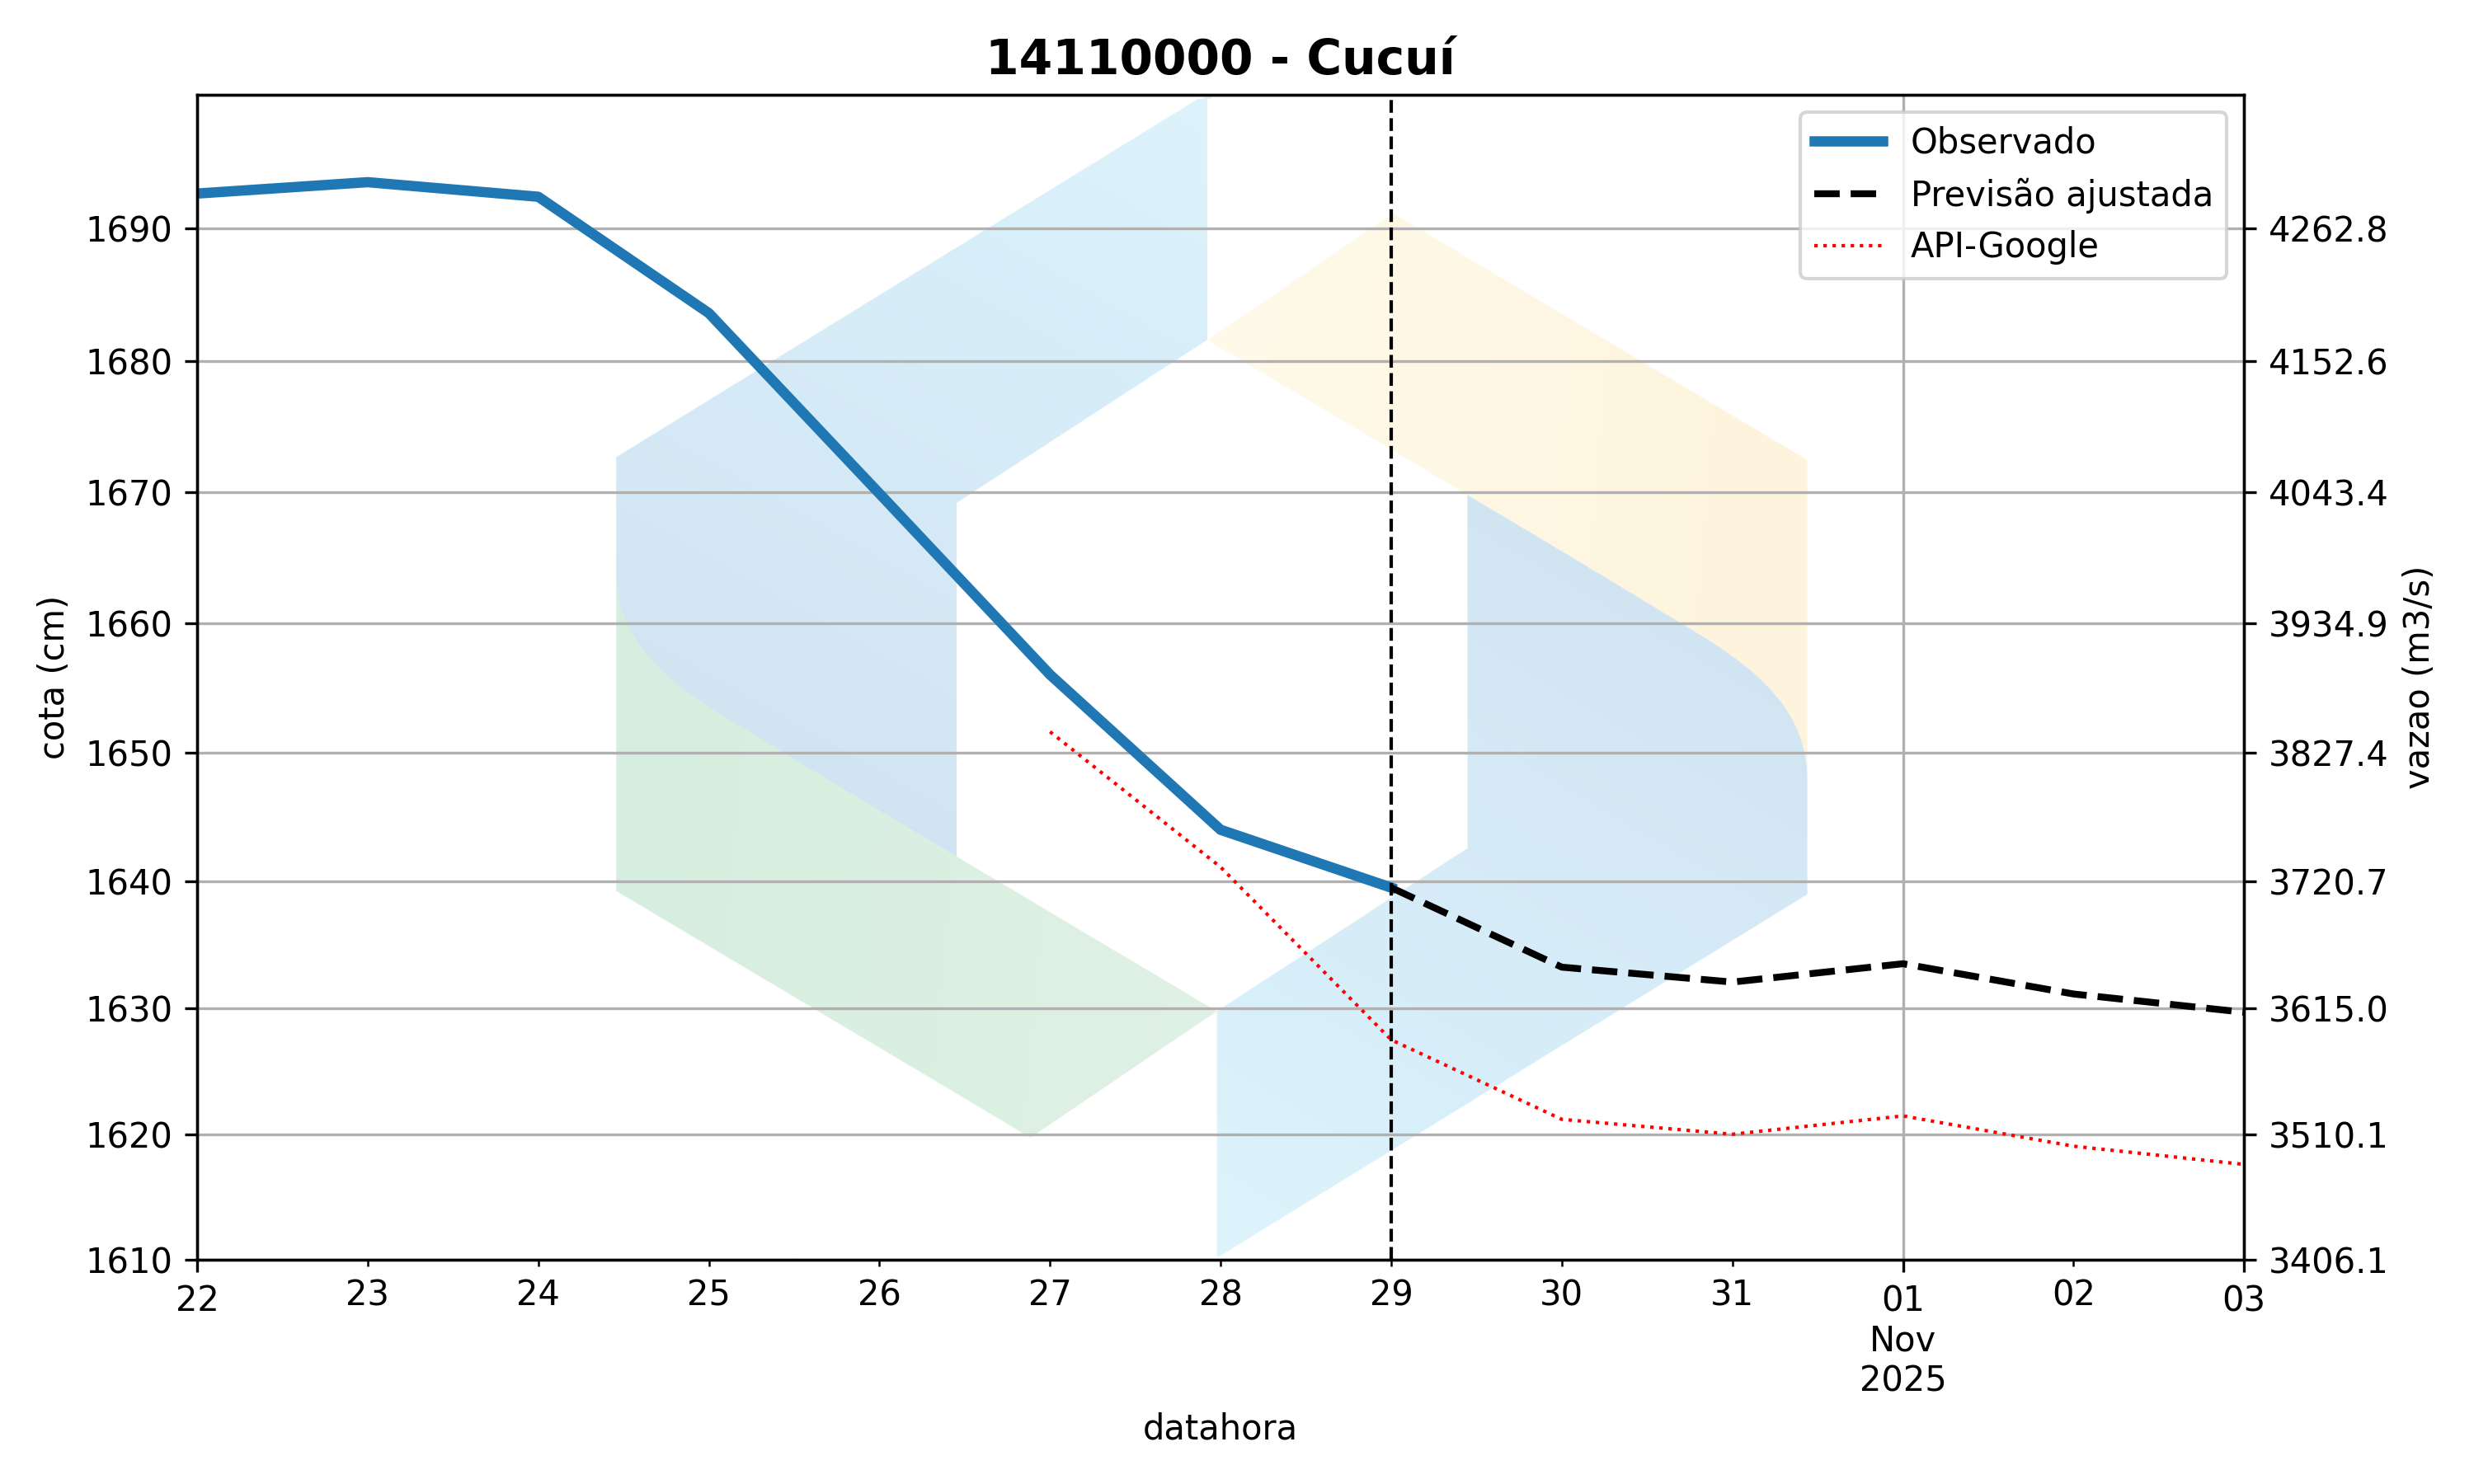 14110000 - Cucuí
Observado
Previsão ajustada
API-Google
1690
1680
1670
1660
1650
1640
1630
1620
1610
cota (cm)
4262.8
4152.6
4043.4
3934.9
3827.4
3720.7
3615.0
3510.1
3406.1
vazao (m3/s)
22 23 24 25 26 27 28 29 30 31 01 02 03
Nov
2025
datahora